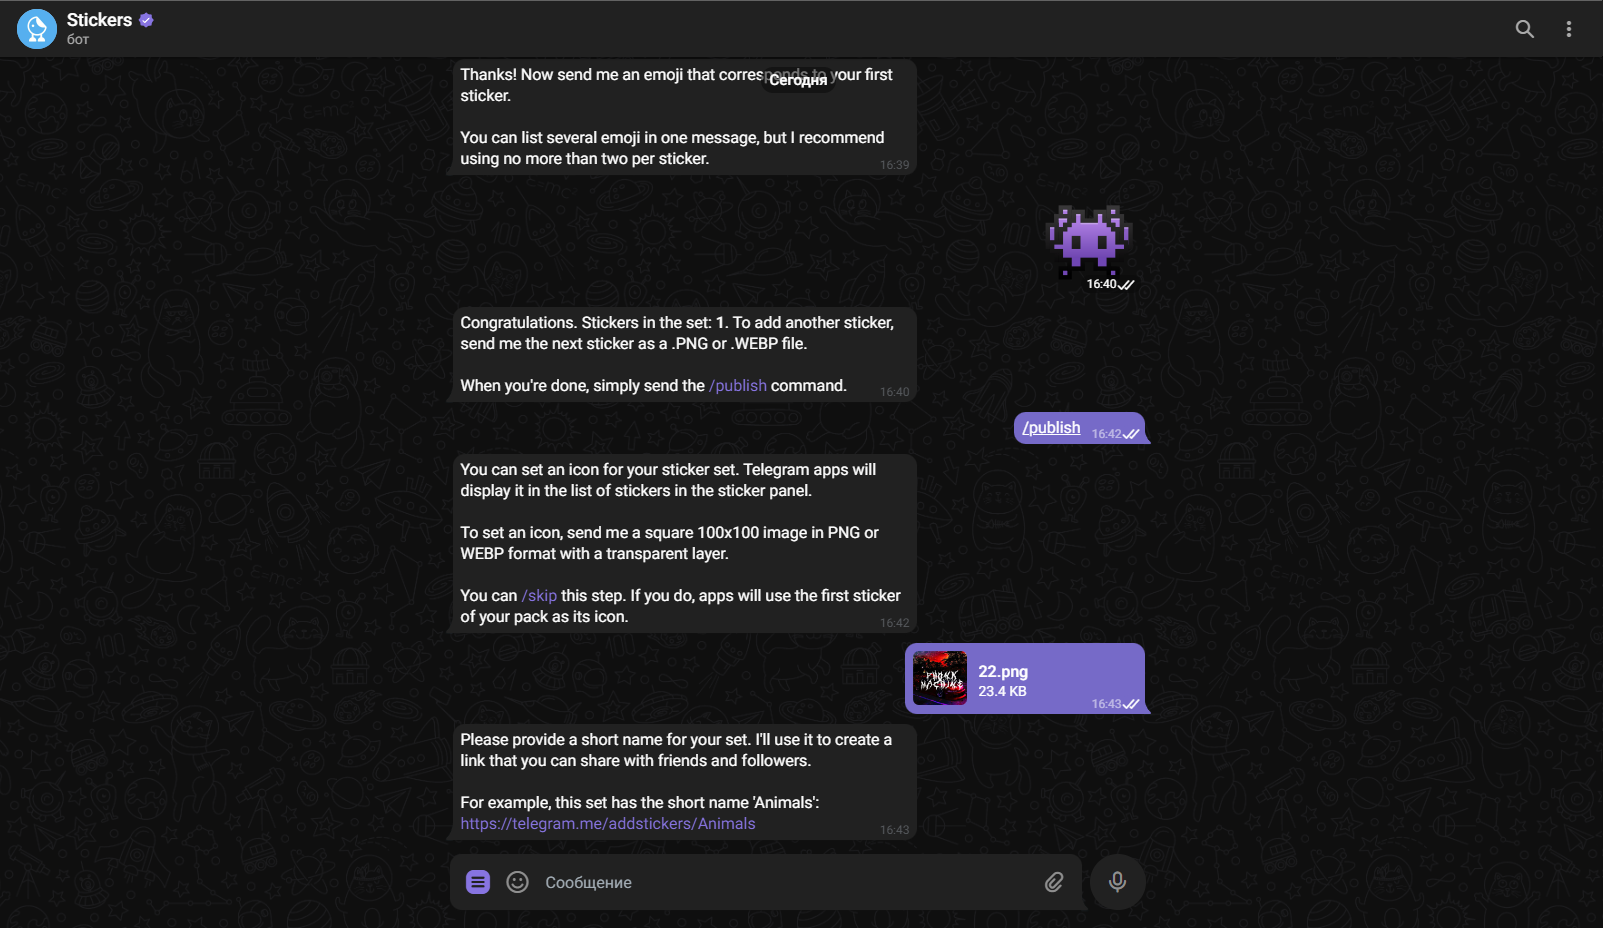 Stickers
бот
Сегодня
Thanks! Now send me an emoji that corresponds to your first
sticker.
You can list several emoji in one message, but I recommend
using no more than two per sticker.
16:39
16:40
Congratulations. Stickers in the set: 1. To add another sticker,
send me the next sticker as a .PNG or .WEBP file.
When you're done, simply send the /publish command.
16:40
/publish
16:42
You can set an icon for your sticker set. Telegram apps will
display it in the list of stickers in the sticker panel.
To set an icon, send me a square 100x100 image in PNG or
WEBP format with a transparent layer.
You can /skip this step. If you do, apps will use the first sticker
of your pack as its icon.
16:42
PHONK
MACHINE
22.png
23.4 KB
16:43
Please provide a short name for your set. I'll use it to create a
link that you can share with friends and followers.
For example, this set has the short name 'Animals':
https://telegram.me/addstickers/Animals
16:43
Сообщение